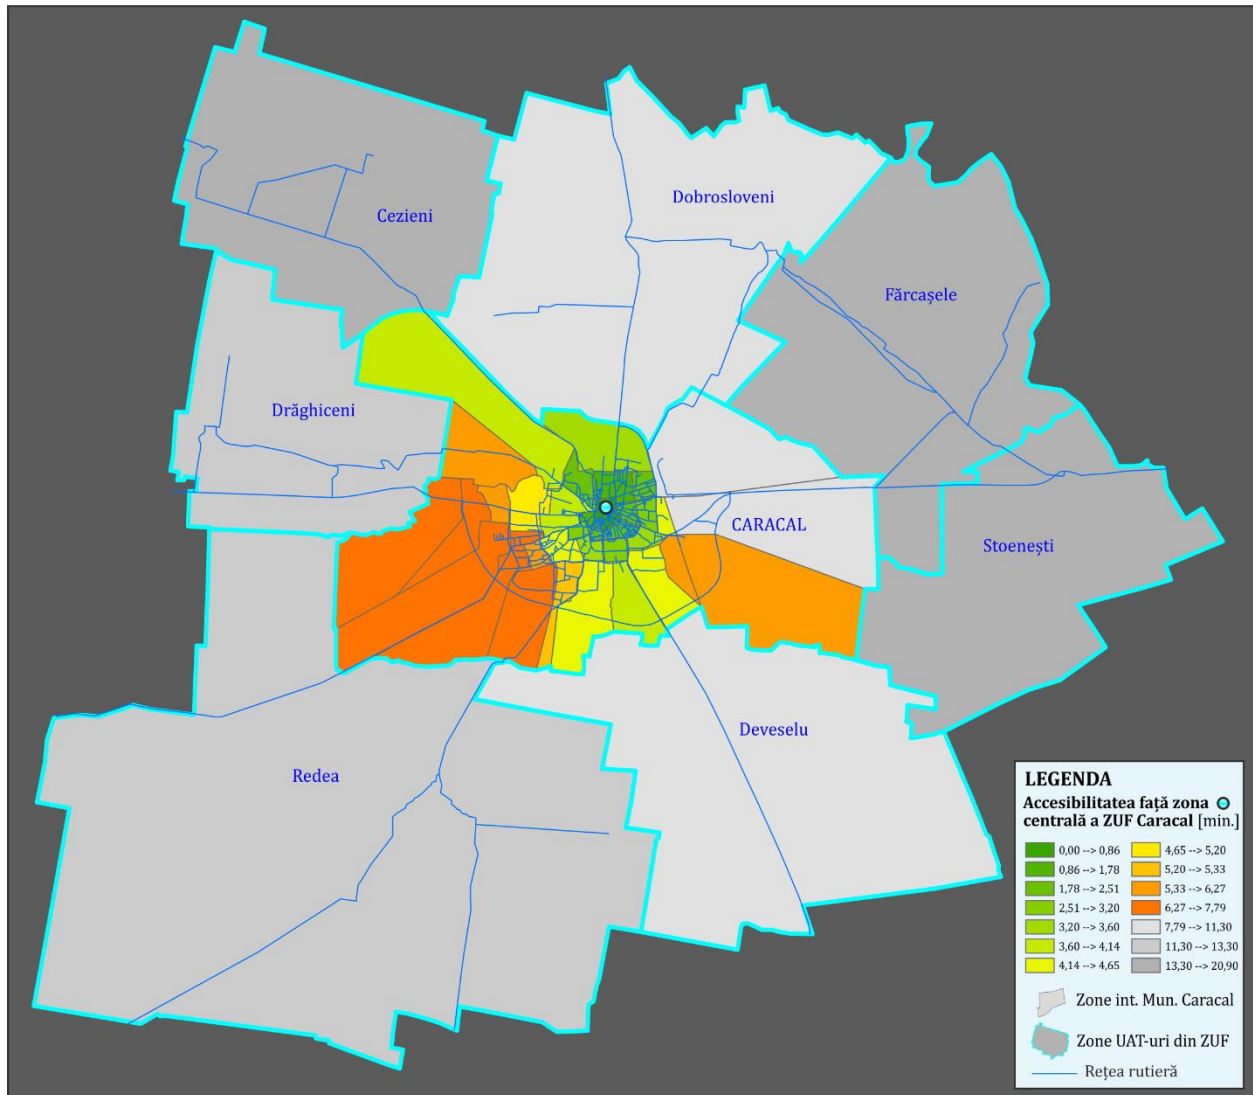 Dobrosloveni
Cezieni
Fărcașele
Drăghiceni
CARACAL
Stoenești
Deveselu
Redea
LEGENDA
Accesibilitatea față zona
centrală a ZUF Caracal [min.]
0,00 --> 0,86
0,86 --> 1,78
1,78 --> 2,51
2,51 --> 3,20
3,20 --> 3,60
3,60 --> 4,14
4,14 --> 4,65
4,65 --> 5,20
5,20 --> 5,33
5,33 --> 6,27
6,27 --> 7,79
7,79 --> 11,30
11,30 --> 13,30
13,30 --> 20,90
Zone int. Mun. Caracal
Zone UAT-uri din ZUF
Rețea rutieră